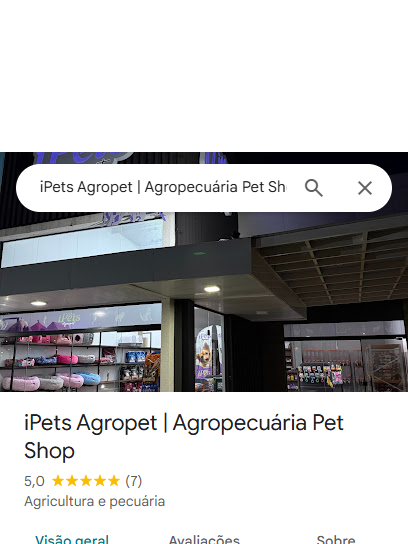 iPets
iPets Agropet | Agropecuária Pet Sh
iPets
iPets Agropet | Agropecuária Pet
Shop
5,0 (7)
Agricultura e pecuária
Visão geral Avaliações Sobre